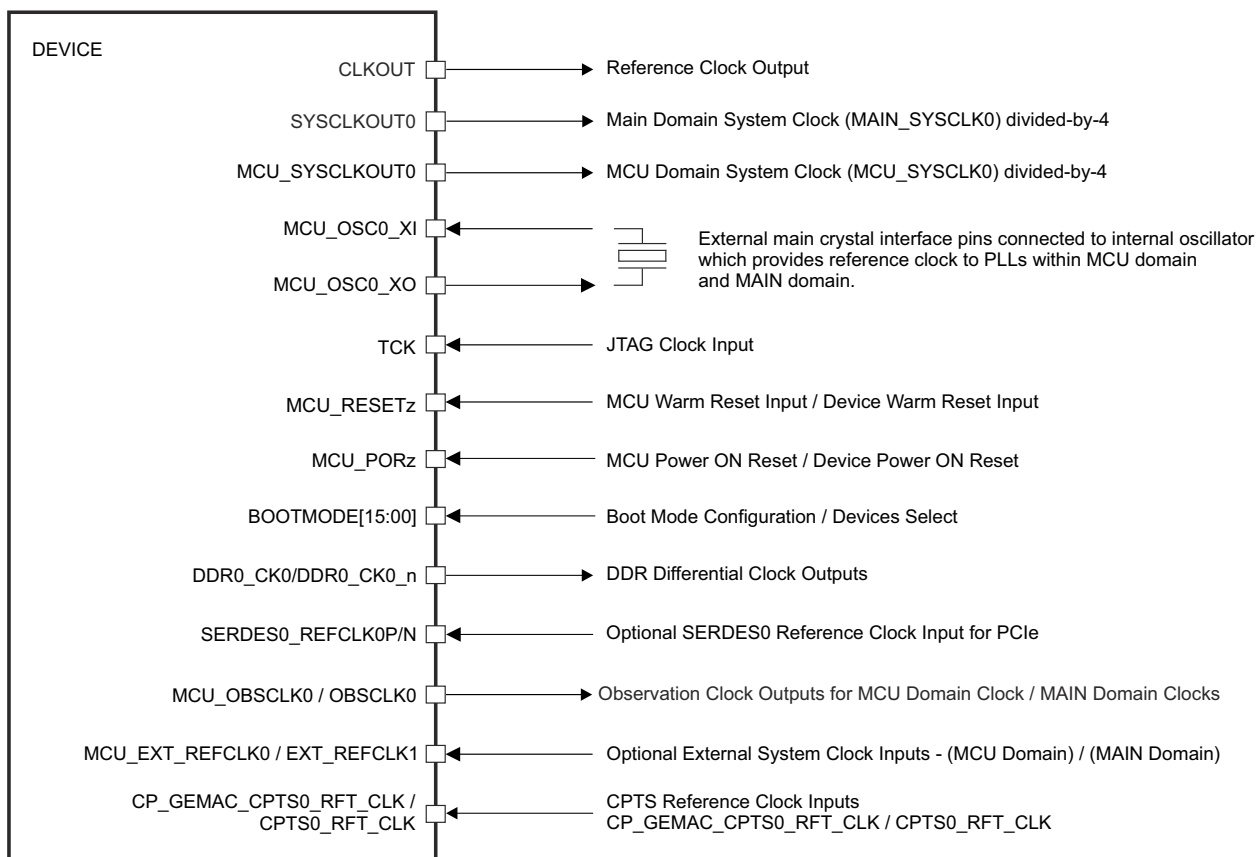 DEVICE
CLKOUT Reference Clock Output
SYSCLKOUT0 Main Domain System Clock (MAIN_SYSCLK0) divided-by-4
MCU_SYSCLKOUT0 MCU Domain System Clock (MCU_SYSCLK0) divided-by-4
MCU_OSC0_XI
External main crystal interface pins connected to internal oscillator
which provides reference clock to PLLs within MCU domain
and MAIN domain.
MCU_OSC0_XO
TCK JTAG Clock Input
MCU_RESETz MCU Warm Reset Input / Device Warm Reset Input
MCU_PORz MCU Power ON Reset / Device Power ON Reset
BOOTMODE[15:00] Boot Mode Configuration / Devices Select
DDR0_CK0/DDR0_CK0_n DDR Differential Clock Outputs
SERDES0_REFCLK0P/N Optional SERDES0 Reference Clock Input for PCIe
MCU_OBSCLK0 / OBSCLK0 Observation Clock Outputs for MCU Domain Clock / MAIN Domain Clocks
MCU_EXT_REFCLK0 / EXT_REFCLK1 Optional External System Clock Inputs - (MCU Domain) / (MAIN Domain)
CP_GEMAC_CPTS0_RFT_CLK / CPTS Reference Clock Inputs
CPTS0_RFT_CLK CP_GEMAC_CPTS0_RFT_CLK / CPTS0_RFT_CLK